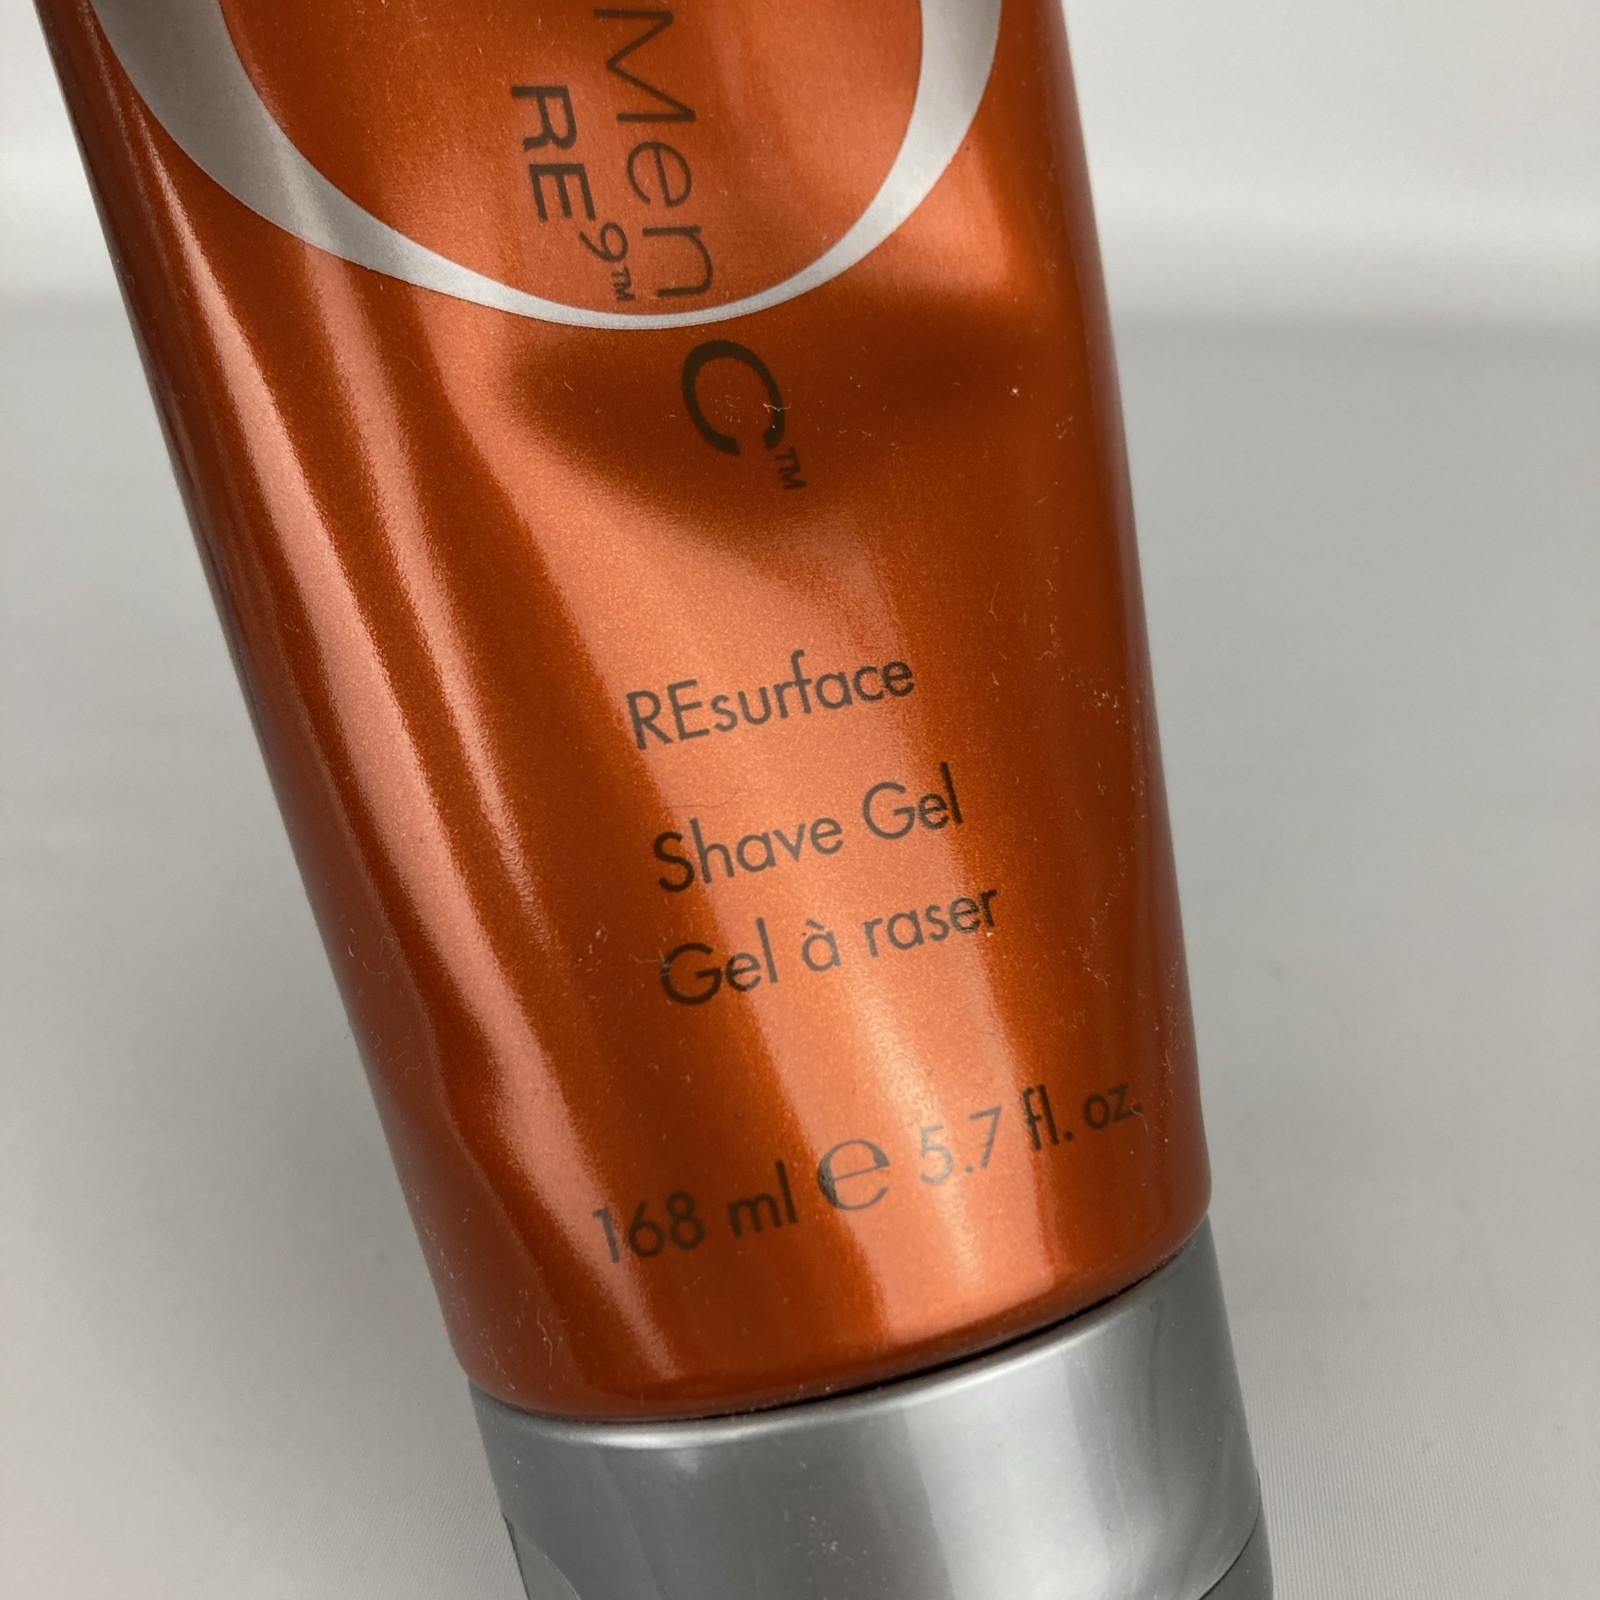 Men C™
RE⁹™
REsurface
Shave Gel
Gel à raser
168 ml ℮ 5.7 fl. oz.